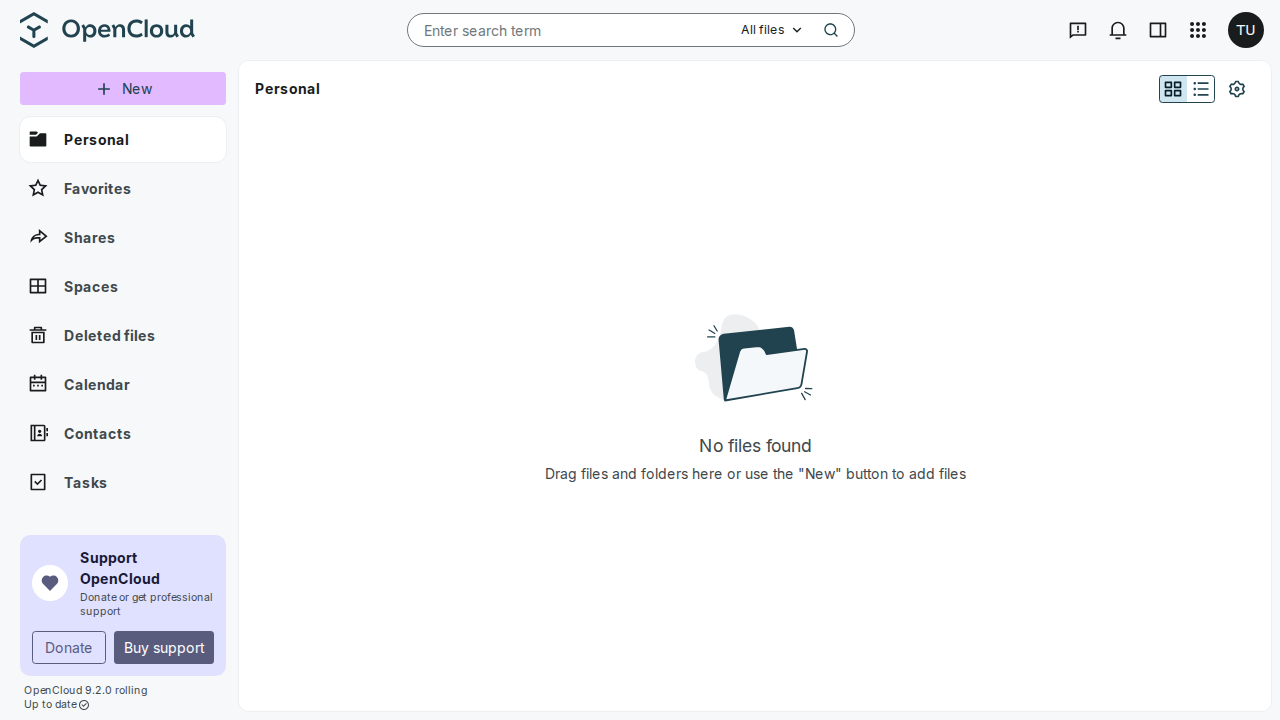 OpenCloud
Enter search term
All files
TU
New
Personal
Favorites
Shares
Spaces
Deleted files
Calendar
Contacts
Tasks
Support
OpenCloud
Donate or get professional
support
Donate
Buy support
OpenCloud 9.2.0 rolling
Up to date
Personal
No files found
Drag files and folders here or use the "New" button to add files